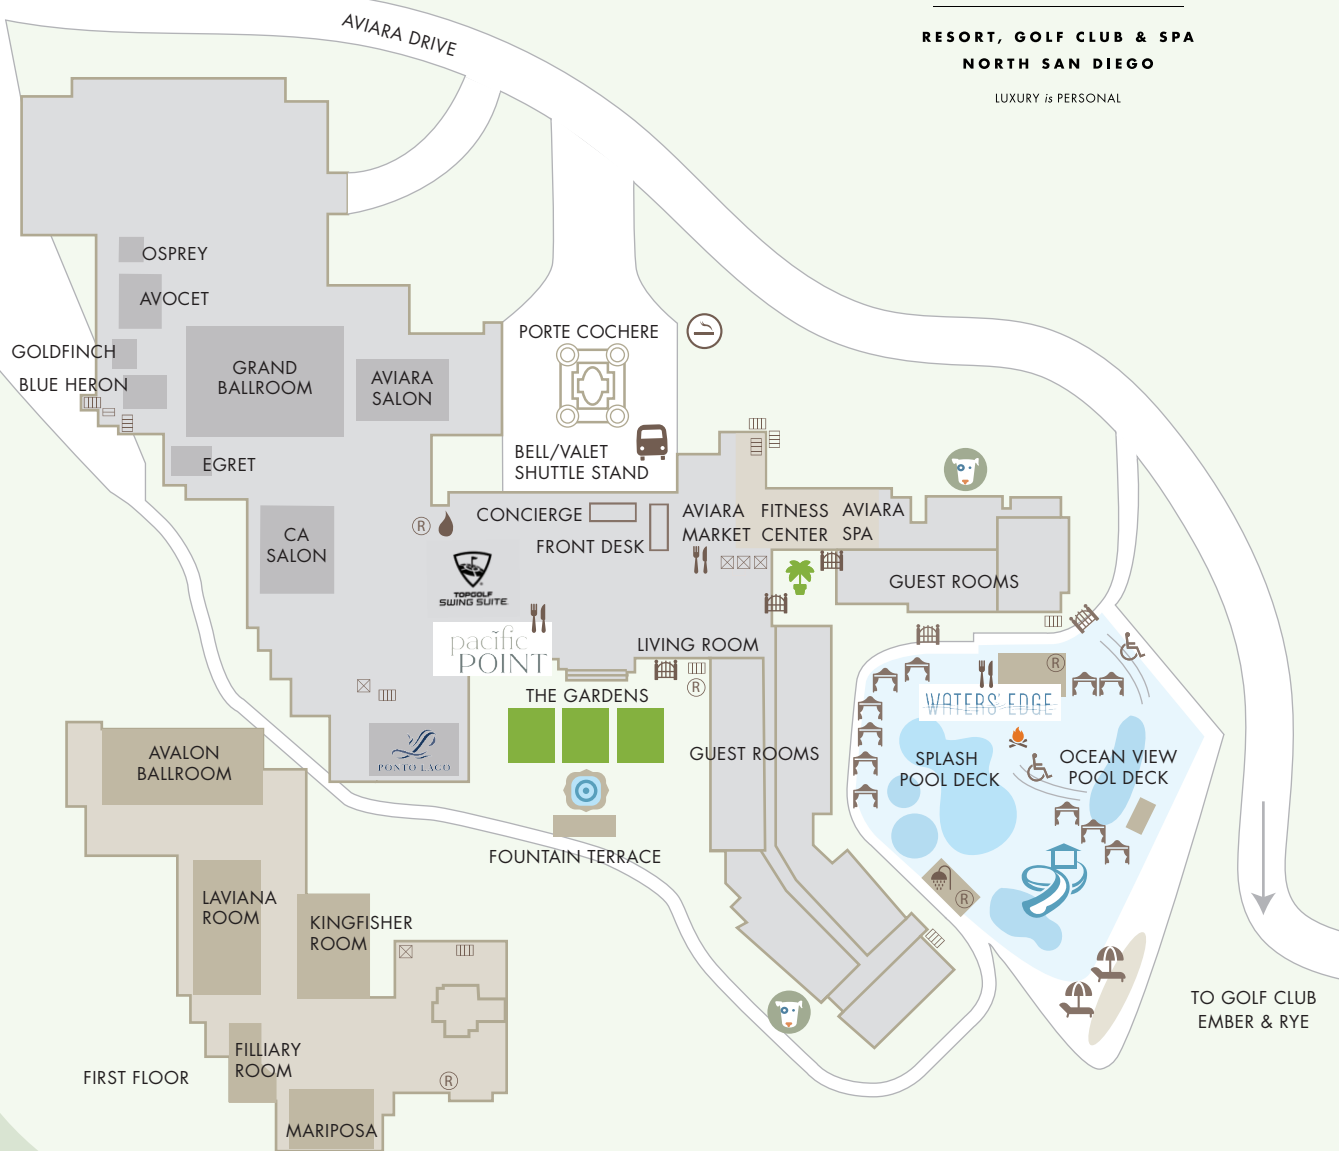 RESORT, GOLF CLUB & SPA
NORTH SAN DIEGO
LUXURY is PERSONAL
AVIARA DRIVE
OSPREY
AVOCET
GOLDFINCH
BLUE HERON
GRAND
BALLROOM
AVIARA
SALON
EGRET
CA
SALON
PORTE COCHERE
BELL/VALET
SHUTTLE STAND
CONCIERGE
FRONT DESK
R
AVIARA
MARKET
FITNESS
CENTER
AVIARA
SPA
GUEST ROOMS
TOPGOLF
SWING SUITE
pacific
POINT
LIVING ROOM
R
THE GARDENS
GUEST ROOMS
PONTO LAGO
FOUNTAIN TERRACE
R
WATERS' EDGE
SPLASH
POOL DECK
OCEAN VIEW
POOL DECK
R
TO GOLF CLUB
EMBER & RYE
AVALON
BALLROOM
LAVIANA
ROOM
KINGFISHER
ROOM
FILLIARY
ROOM
FIRST FLOOR
R
MARIPOSA